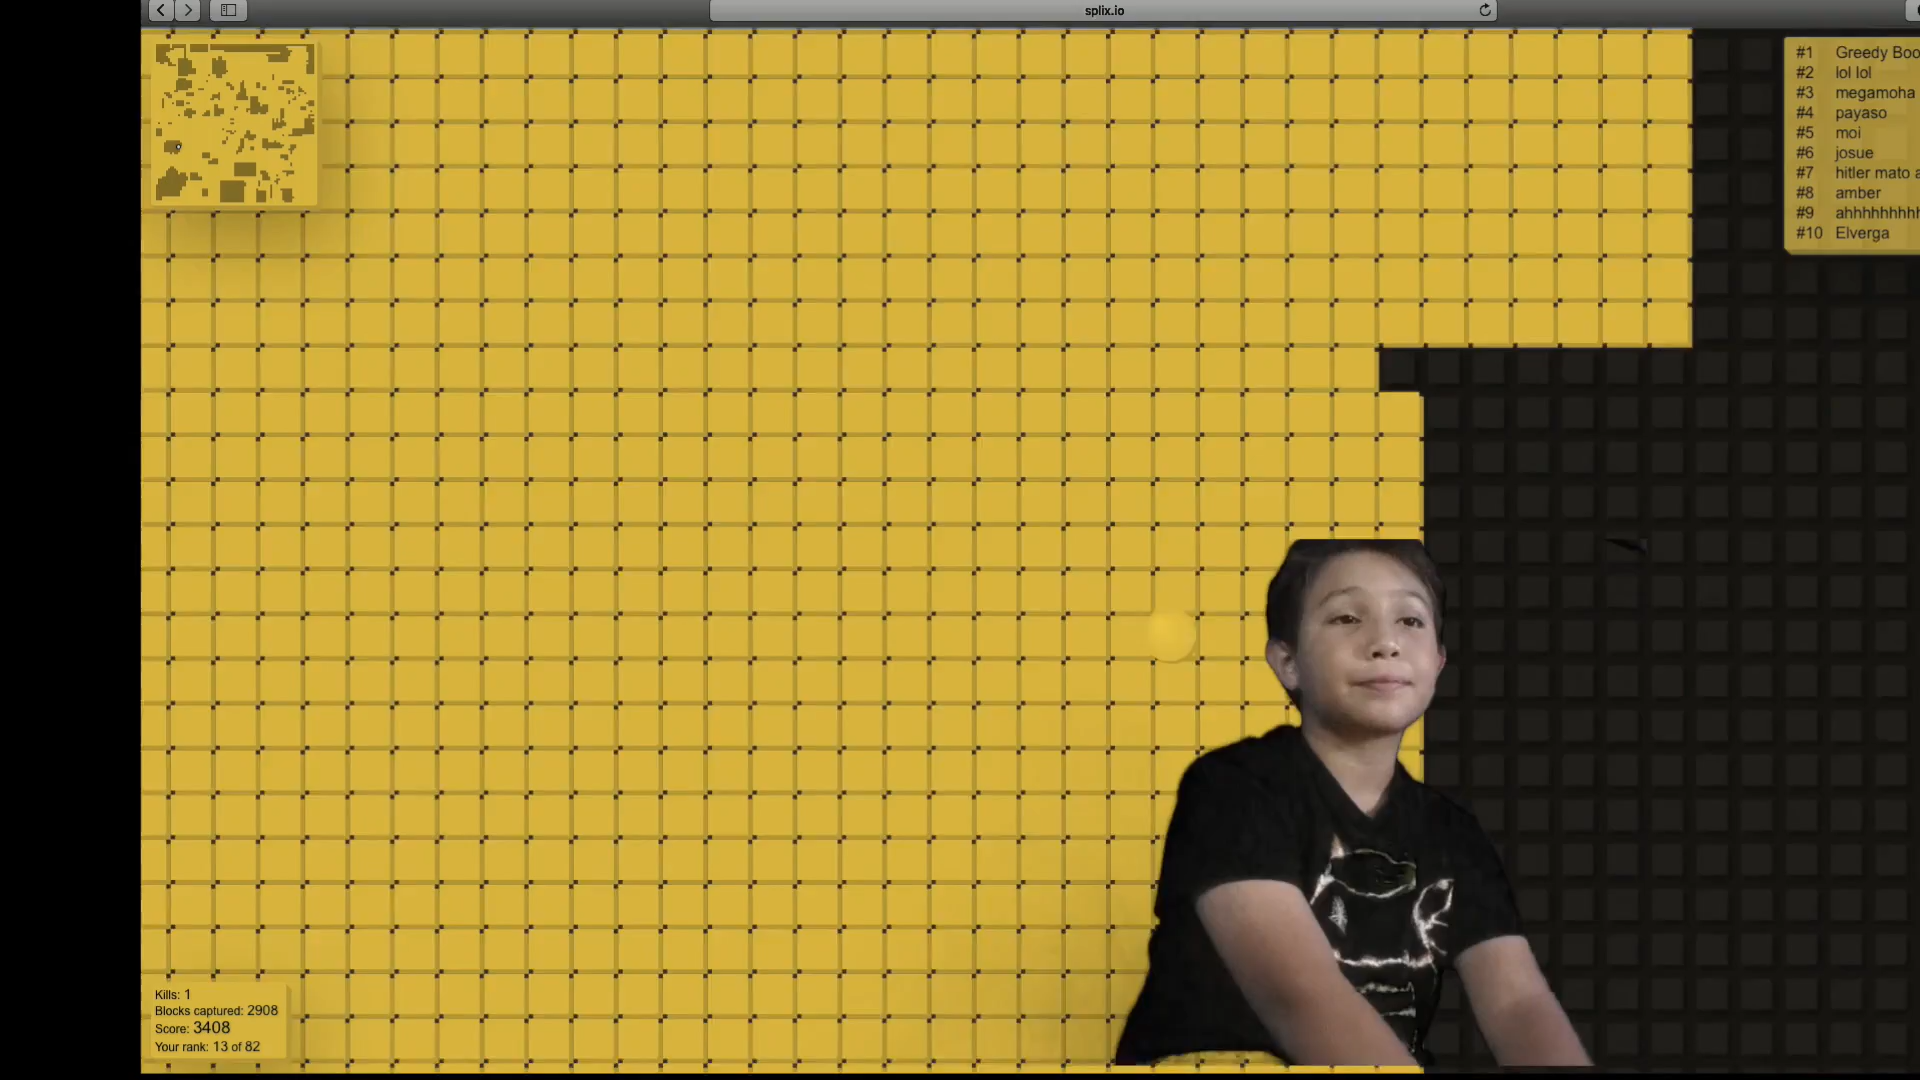 splix.io
#1 Greedy Boo
#2 lol lol
#3 megamoha
#4 payaso
#5 moi
#6 josue
#7 hitler mato a
#8 amber
#9 ahhhhhhhhh
#10 Elverga
Kills: 1
Blocks captured: 2908
Score: 3408
Your rank: 13 of 82